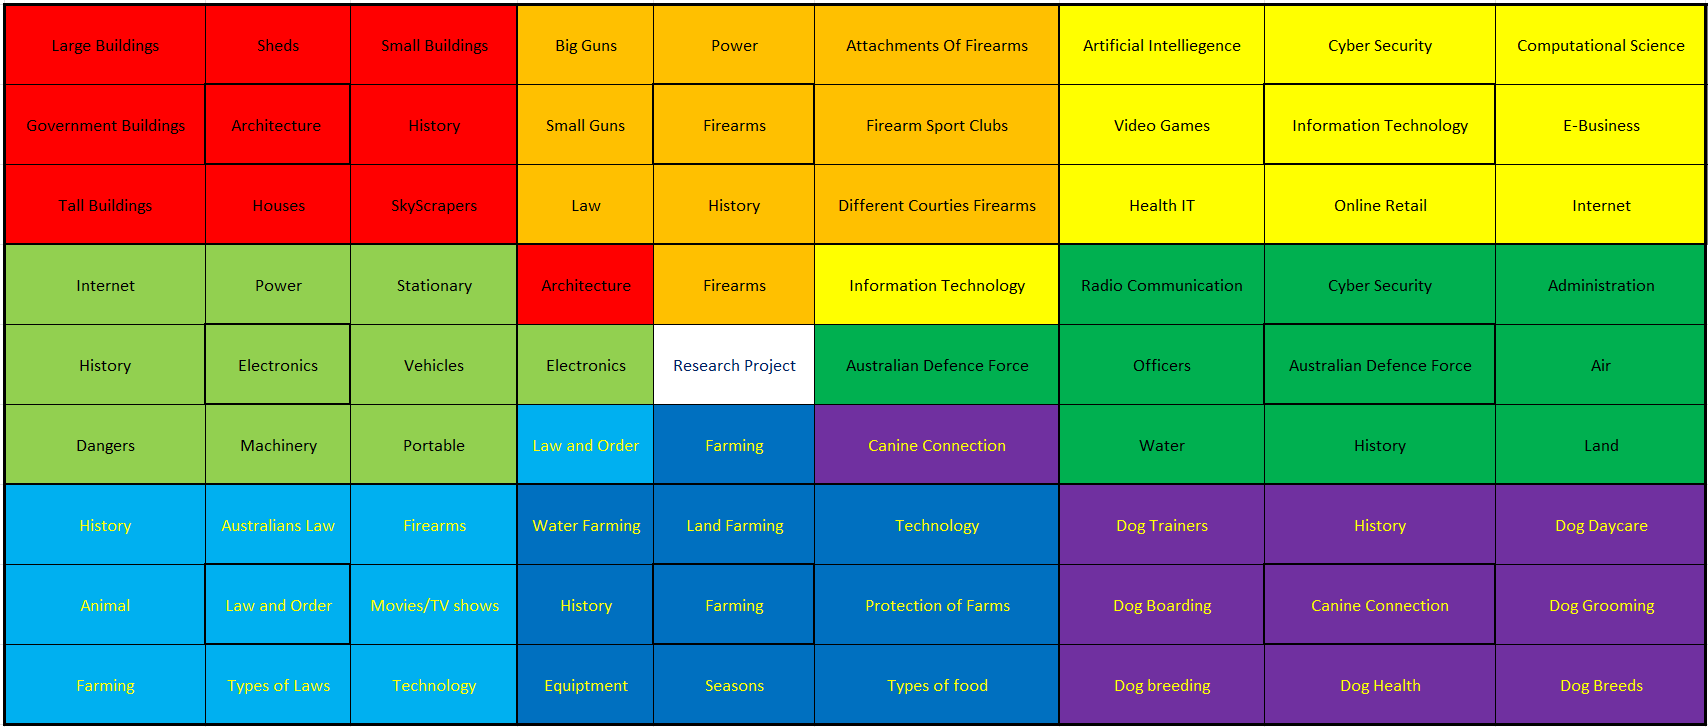 Large Buildings Sheds Small Buildings Big Guns Power Attachments Of Firearms Artificial Intelliegence Cyber Security Computational Science
Government Buildings Architecture History Small Guns Firearms Firearm Sport Clubs Video Games Information Technology E-Business
Tall Buildings Houses SkyScrapers Law History Different Courties Firearms Health IT Online Retail Internet
Internet Power Stationary Architecture Firearms Information Technology Radio Communication Cyber Security Administration
History Electronics Vehicles Electronics Research Project Australian Defence Force Officers Australian Defence Force Air
Dangers Machinery Portable Law and Order Farming Canine Connection Water History Land
History Australians Law Firearms Water Farming Land Farming Technology Dog Trainers History Dog Daycare
Animal Law and Order Movies/TV shows History Farming Protection of Farms Dog Boarding Canine Connection Dog Grooming
Farming Types of Laws Technology Equiptment Seasons Types of food Dog breeding Dog Health Dog Breeds